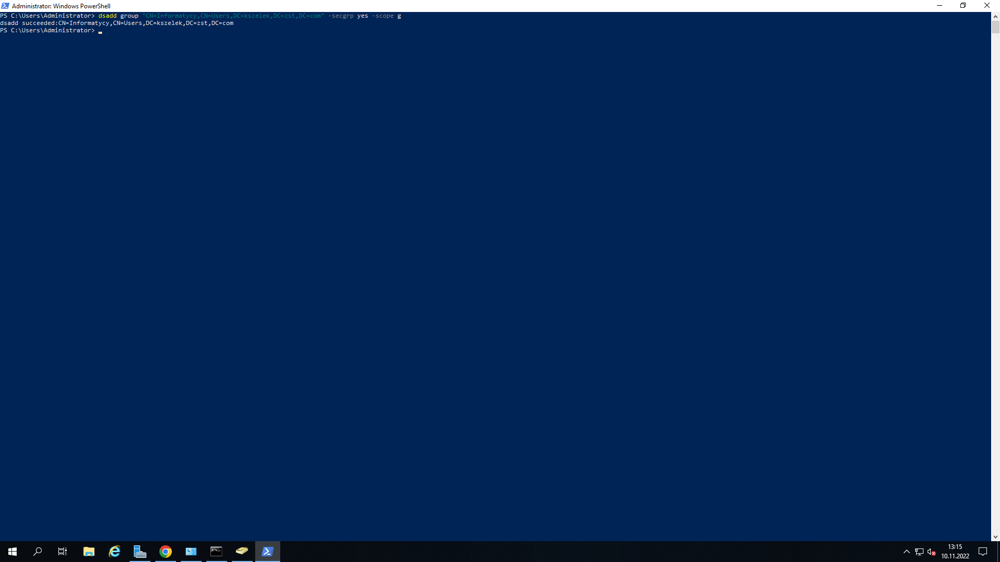 Administrator: Windows PowerShell
PS C:\Users\Administrator> dsadd group "CN=Informatycy,CN=Users,DC=kszelek,DC=zst,DC=com" -secgrp yes -scope g
dsadd succeeded:CN=Informatycy,CN=Users,DC=kszelek,DC=zst,DC=com
PS C:\Users\Administrator>
13:15
10.11.2022